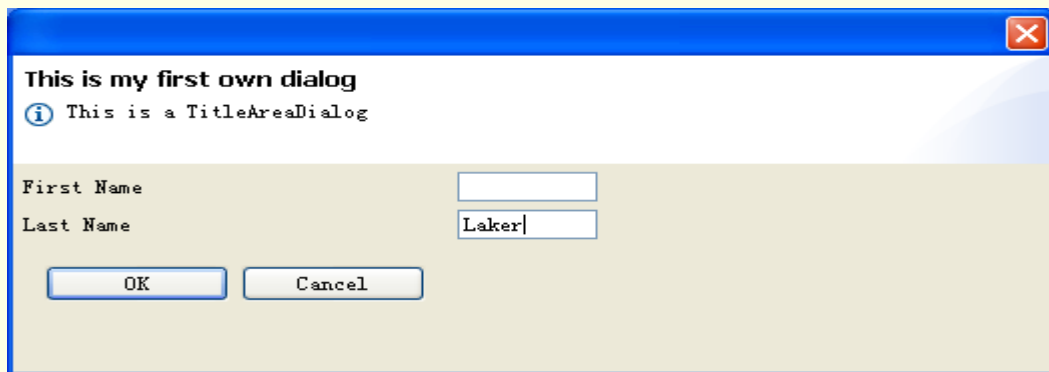 This is my first own dialog
This is a TitleAreaDialog
First Name
Last Name Laker
OK Cancel